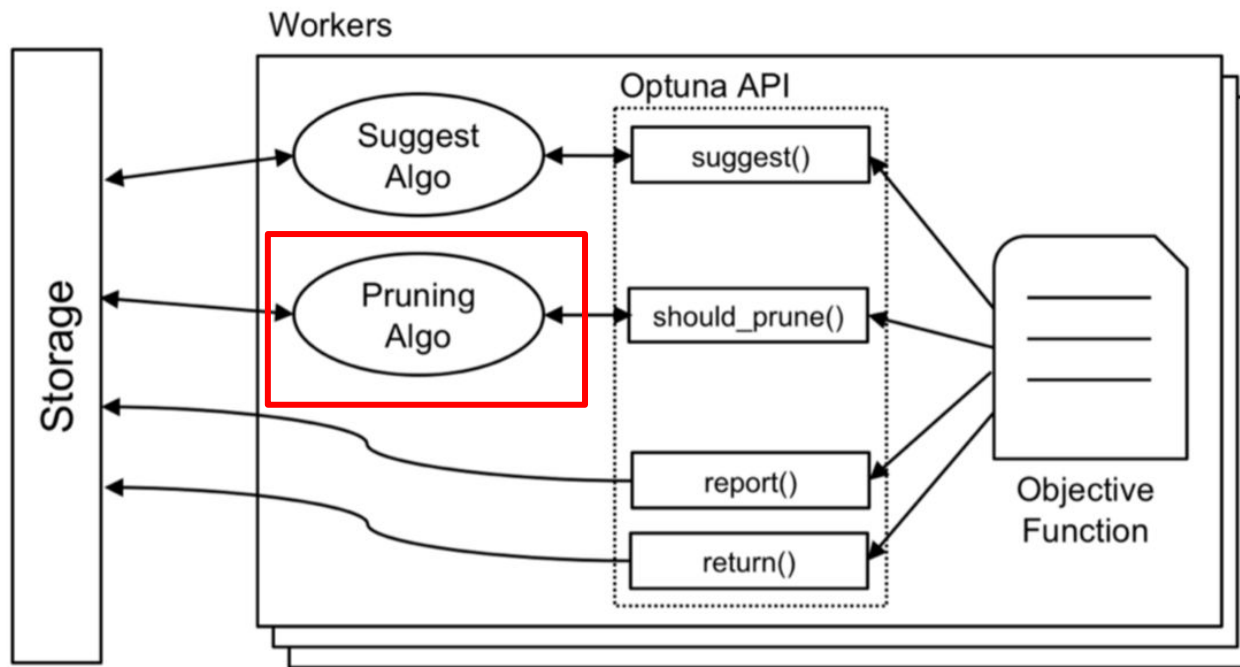 Workers
Optuna API
Suggest
Algo
suggest()
Pruning
Algo
should_prune()
Storage
report()
return()
Objective
Function